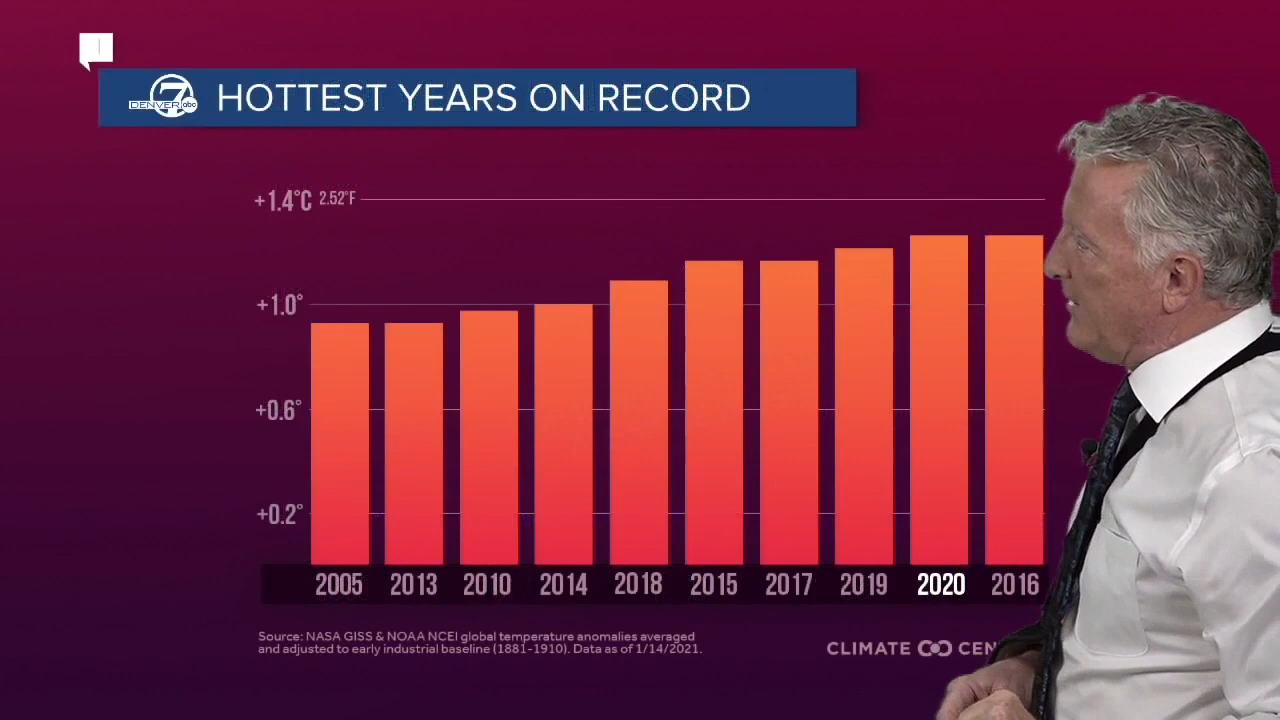 7
DENVER abc
HOTTEST YEARS ON RECORD
+1.4°C 2.52°F
+1.0°
+0.6°
+0.2°
2005 2013 2010 2014 2018 2015 2017 2019 2020 2016
Source: NASA GISS & NOAA NCEI global temperature anomalies averaged
and adjusted to early industrial baseline (1881-1910). Data as of 1/14/2021.
CLIMATE CEN